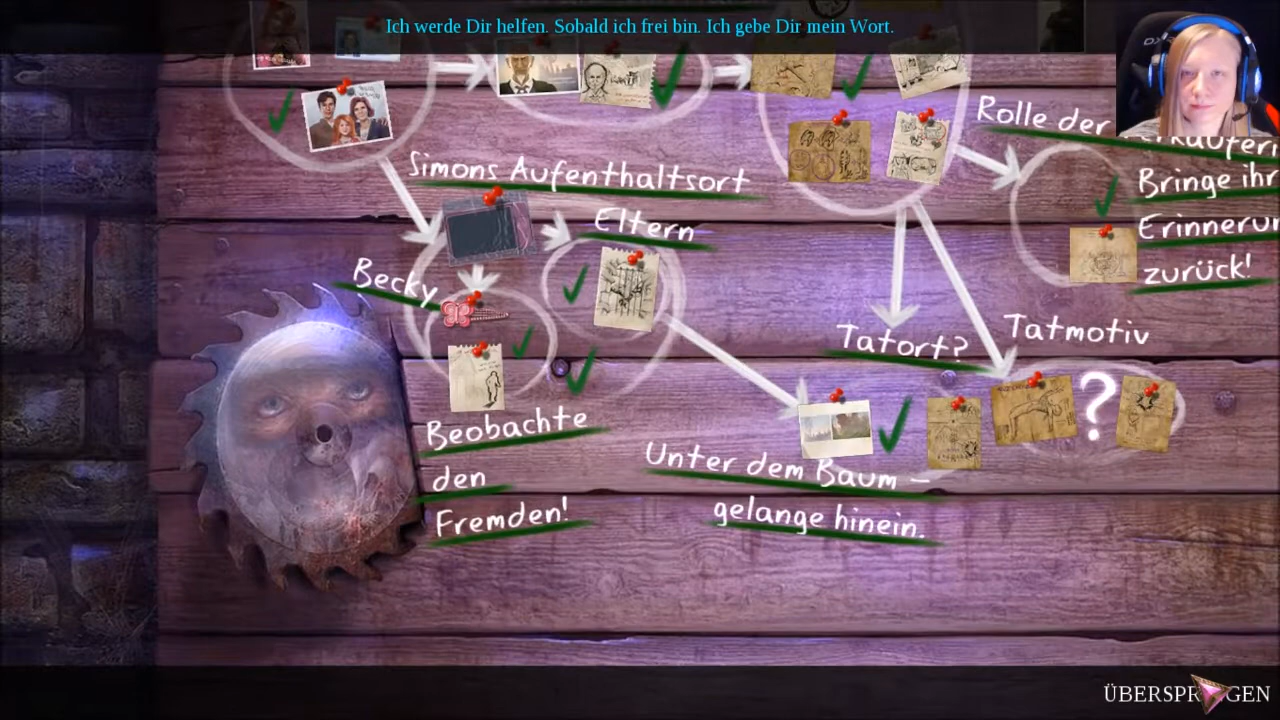 Ich werde Dir helfen. Sobald ich frei bin. Ich gebe Dir mein Wort.
Rolle der
Simons Aufenthaltsort
Bringe ihr
Eltern
zurück!
Becky
Tatort?
Tatmotiv
?
Beobachte
den
Fremden!
Unter dem Baum –
gelange hinein.